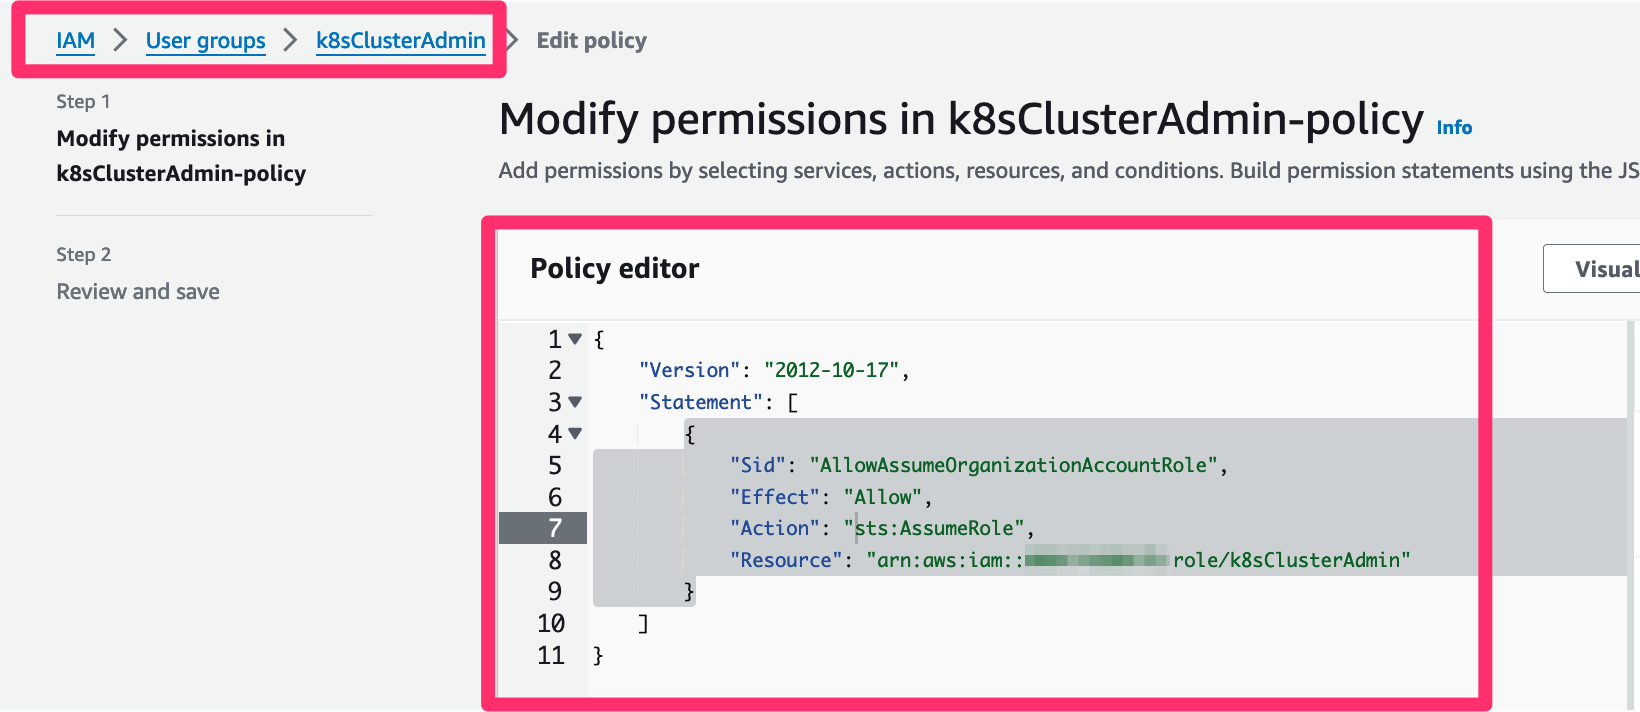 IAM > User groups > k8sClusterAdmin > Edit policy
Step 1
Modify permissions in
k8sClusterAdmin-policy
Step 2
Review and save
Modify permissions in k8sClusterAdmin-policy Info
Add permissions by selecting services, actions, resources, and conditions. Build permission statements using the JS
Policy editor
Visual
1 {
2 "Version": "2012-10-17",
3 "Statement": [
4 {
5 "Sid": "AllowAssumeOrganizationAccountRole",
6 "Effect": "Allow",
7 "Action": "sts:AssumeRole",
8 "Resource": "arn:aws:iam:: role/k8sClusterAdmin"
9 }
10 ]
11 }